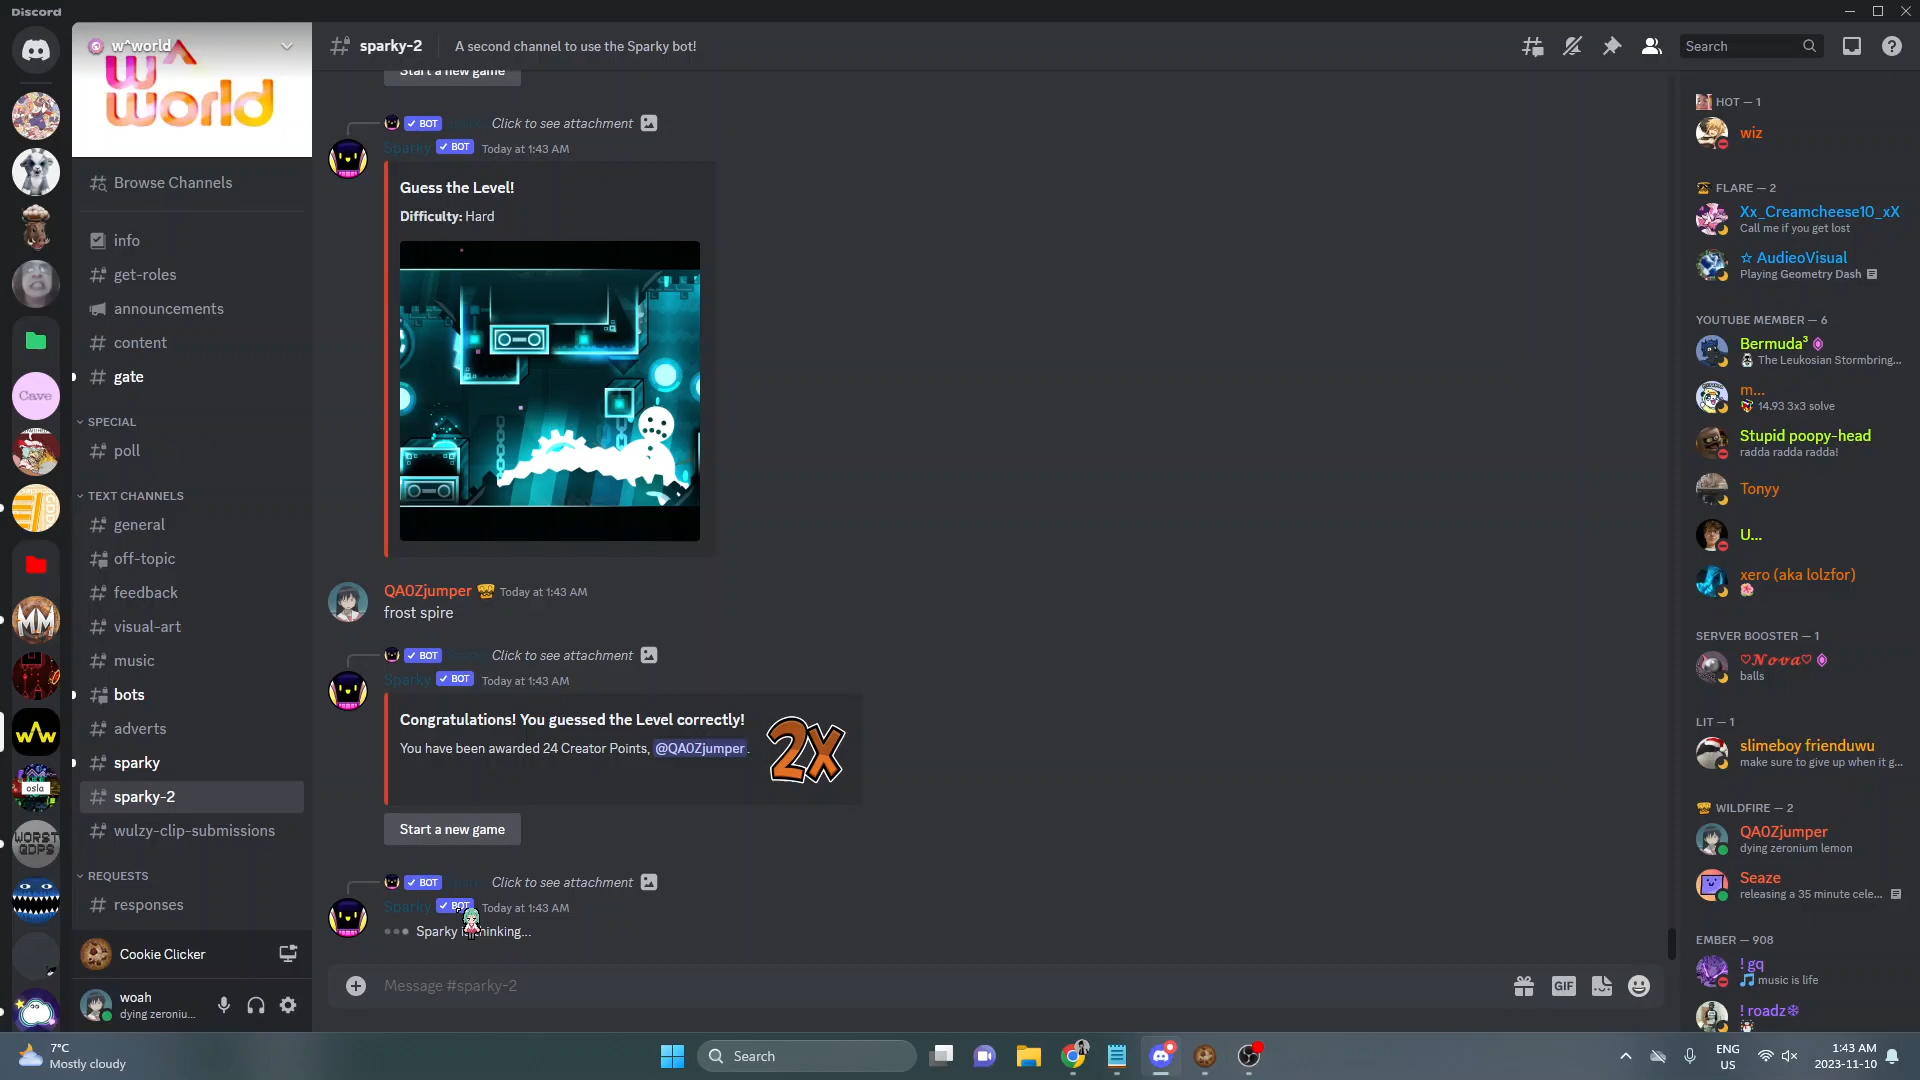 Discord
w^world
w^
world
Browse Channels
info
get-roles
announcements
content
gate
SPECIAL
poll
TEXT CHANNELS
general
off-topic
feedback
visual-art
music
bots
adverts
sparky
sparky-2
wulzy-clip-submissions
REQUESTS
responses
Cave
MM
osla
WORST
GDPS
Cookie Clicker
woah
dying zeroniu...
sparky-2
A second channel to use the Sparky bot!
Search
Start a new game
BOT
Click to see attachment
Sparky BOT Today at 1:43 AM
Guess the Level!
Difficulty: Hard
QA0Zjumper Today at 1:43 AM
frost spire
BOT
Click to see attachment
Sparky BOT Today at 1:43 AM
Congratulations! You guessed the Level correctly!
You have been awarded 24 Creator Points, @QA0Zjumper.
2X
Start a new game
BOT
Click to see attachment
Sparky BOT Today at 1:43 AM
Sparky is thinking...
Message #sparky-2
GIF
HOT — 1
wiz
FLARE — 2
Xx_Creamcheese10_xX
Call me if you get lost
☆ AudieoVisual
Playing Geometry Dash
YOUTUBE MEMBER — 6
Bermuda³
The Leukosian Stormbring...
m...
14.93 3x3 solve
Stupid poopy-head
radda radda radda!
Tonyy
U...
xero (aka lolzfor)
SERVER BOOSTER — 1
♡𝓝𝓸𝓿𝓪♡
balls
LIT — 1
slimeboy frienduwu
make sure to give up when it g...
WILDFIRE — 2
QA0Zjumper
dying zeronium lemon
Seaze
releasing a 35 minute cele...
EMBER — 908
! gq
music is life
! roadz❄
7°C
Mostly cloudy
Search
ENG
US
1:43 AM
2023-11-10